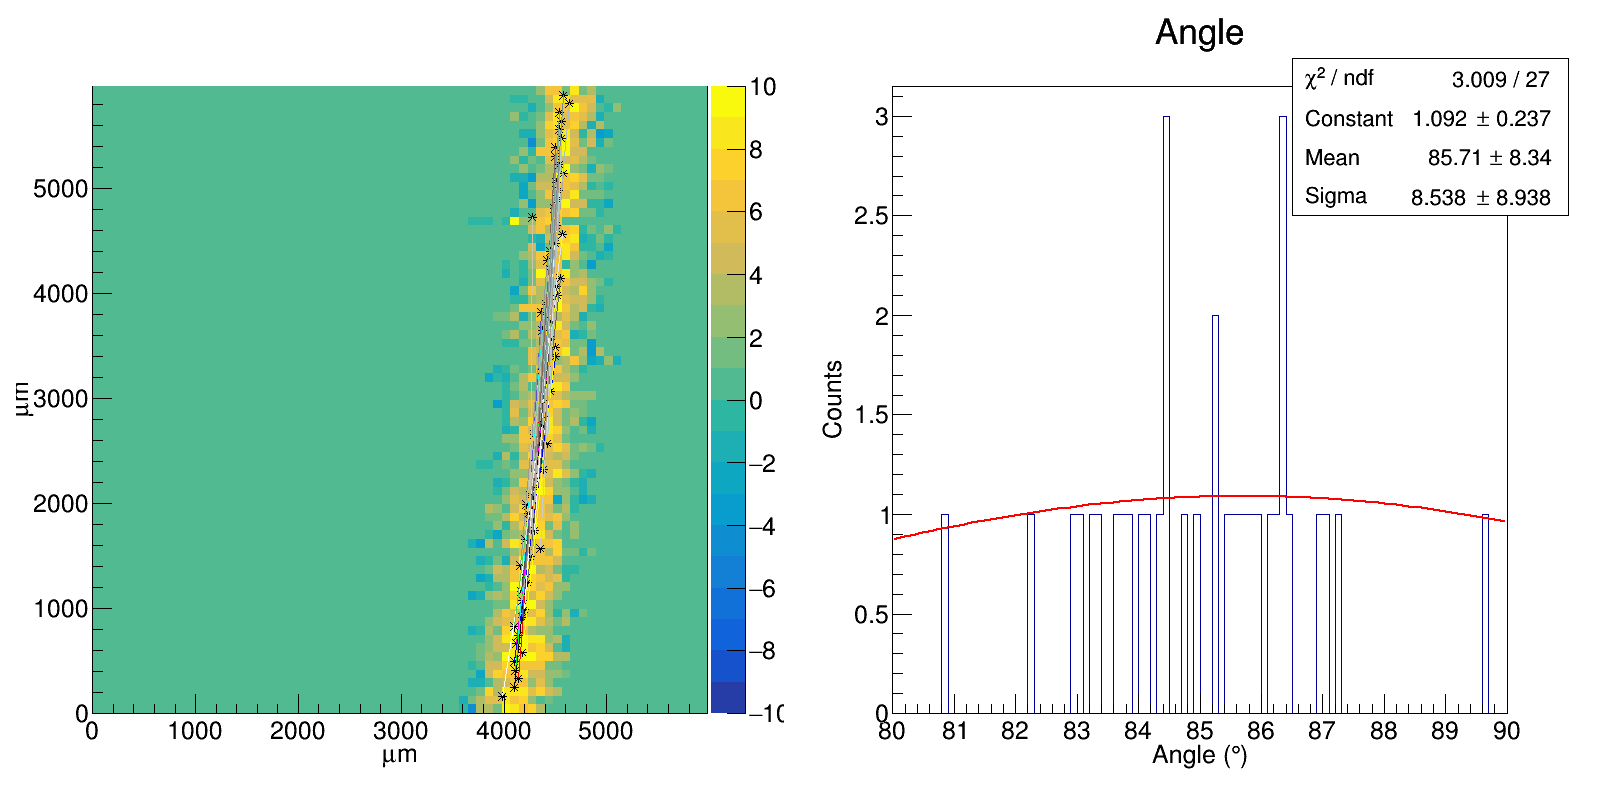 Angle
χ² / ndf 3.009 / 27
Constant 1.092 ± 0.237
Mean 85.71 ± 8.34
Sigma 8.538 ± 8.938
μm
5000
4000
3000
2000
1000
0
0 1000 2000 3000 4000 5000
μm
10
8
6
4
2
0
−2
−4
−6
−8
−10
Counts
3
2.5
2
1.5
1
0.5
0
80 81 82 83 84 85 86 87 88 89 90
Angle (°)